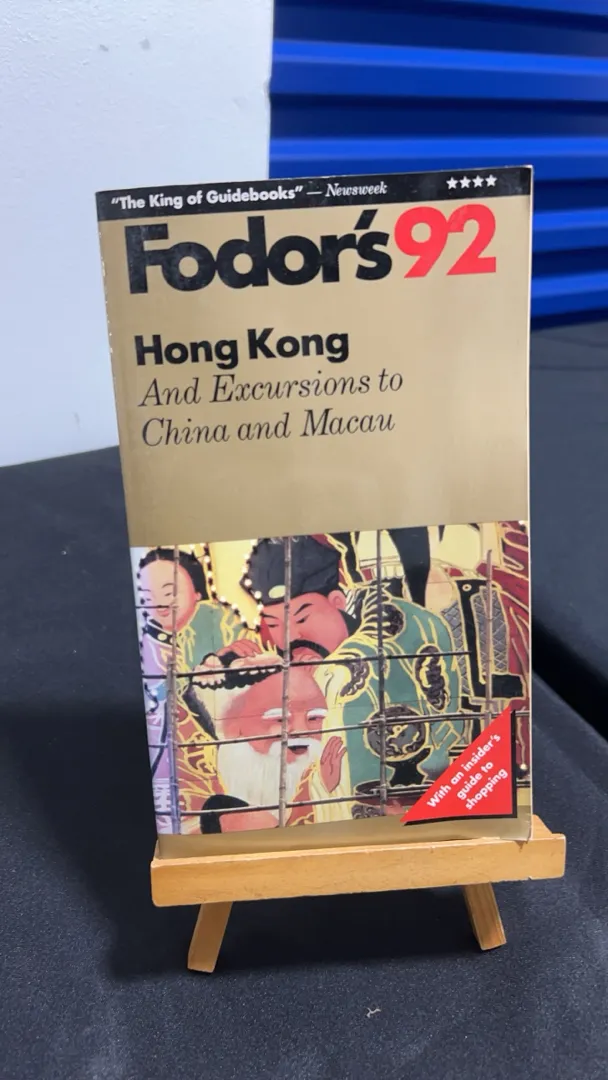 "The King of Guidebooks" — Newsweek ★★★★
Fodor's92
Hong Kong
And Excursions to
China and Macau
With an insider's
guide to
shopping